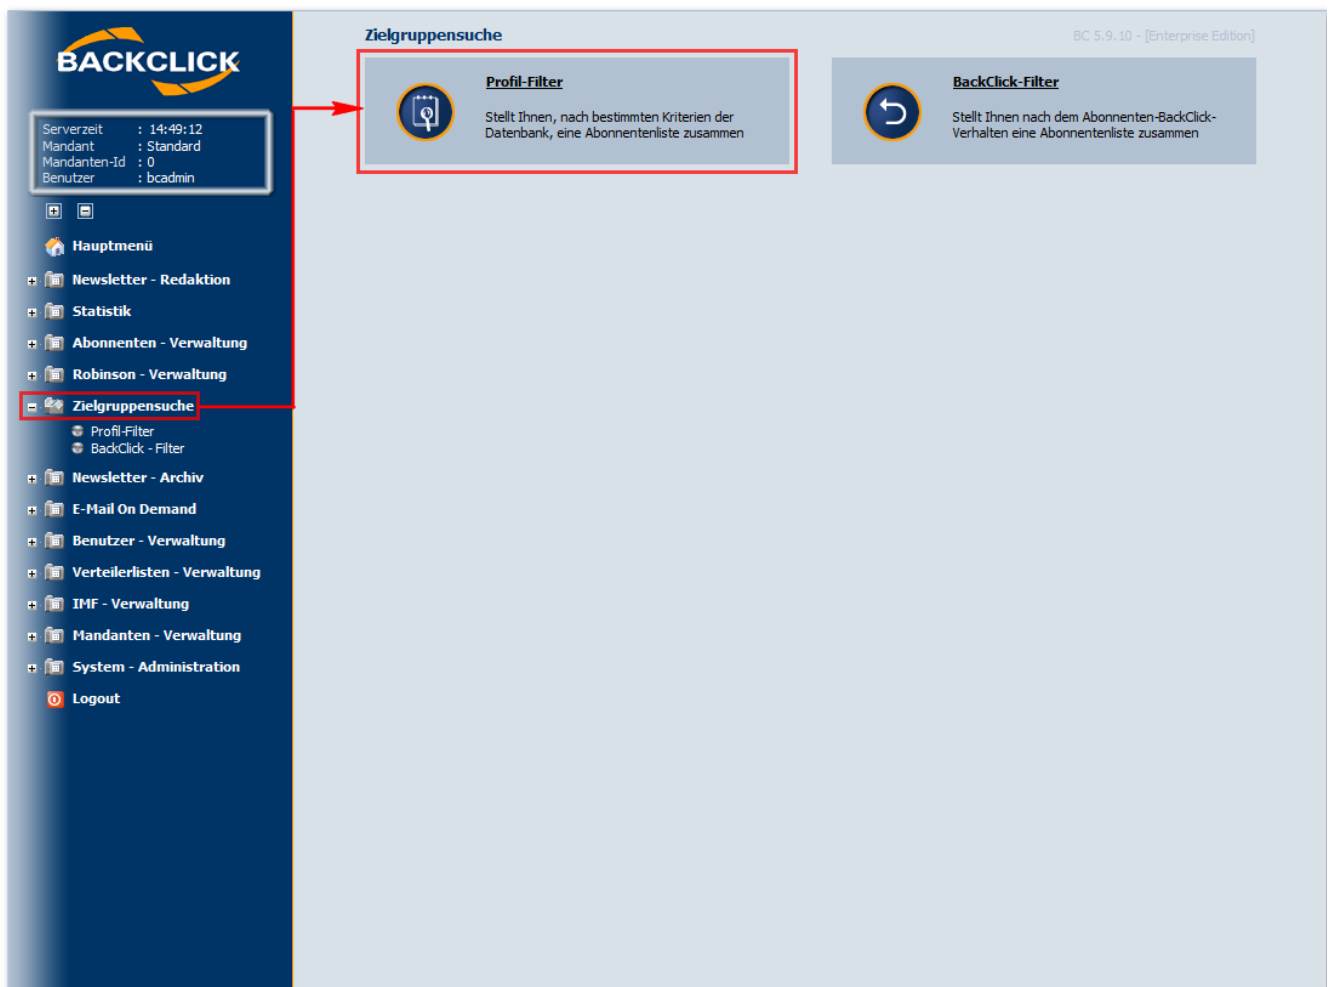 BACKCLICK
Serverzeit : 14:49:12
Mandant : Standard
Mandanten-Id : 0
Benutzer : bcadmin
Hauptmenü
Newsletter - Redaktion
Statistik
Abonnenten - Verwaltung
Robinson - Verwaltung
Zielgruppensuche
Profil-Filter
BackClick - Filter
Newsletter - Archiv
E-Mail On Demand
Benutzer - Verwaltung
Verteilerlisten - Verwaltung
IMF - Verwaltung
Mandanten - Verwaltung
System - Administration
Logout
Zielgruppensuche
BC 5.9.10 - [Enterprise Edition]
Profil-Filter
Stellt Ihnen, nach bestimmten Kriterien der
Datenbank, eine Abonnentenliste zusammen
BackClick-Filter
Stellt Ihnen nach dem Abonnenten-BackClick-
Verhalten eine Abonnentenliste zusammen